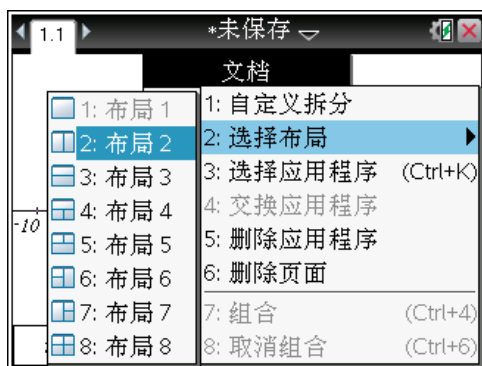 1.1 *未保存
文档
1: 布局 1
2: 布局 2
3: 布局 3
4: 布局 4
5: 布局 5
6: 布局 6
7: 布局 7
8: 布局 8
1: 自定义拆分
2: 选择布局
3: 选择应用程序 (Ctrl+K)
4: 交换应用程序
5: 删除应用程序
6: 删除页面
7: 组合 (Ctrl+4)
8: 取消组合 (Ctrl+6)
-10